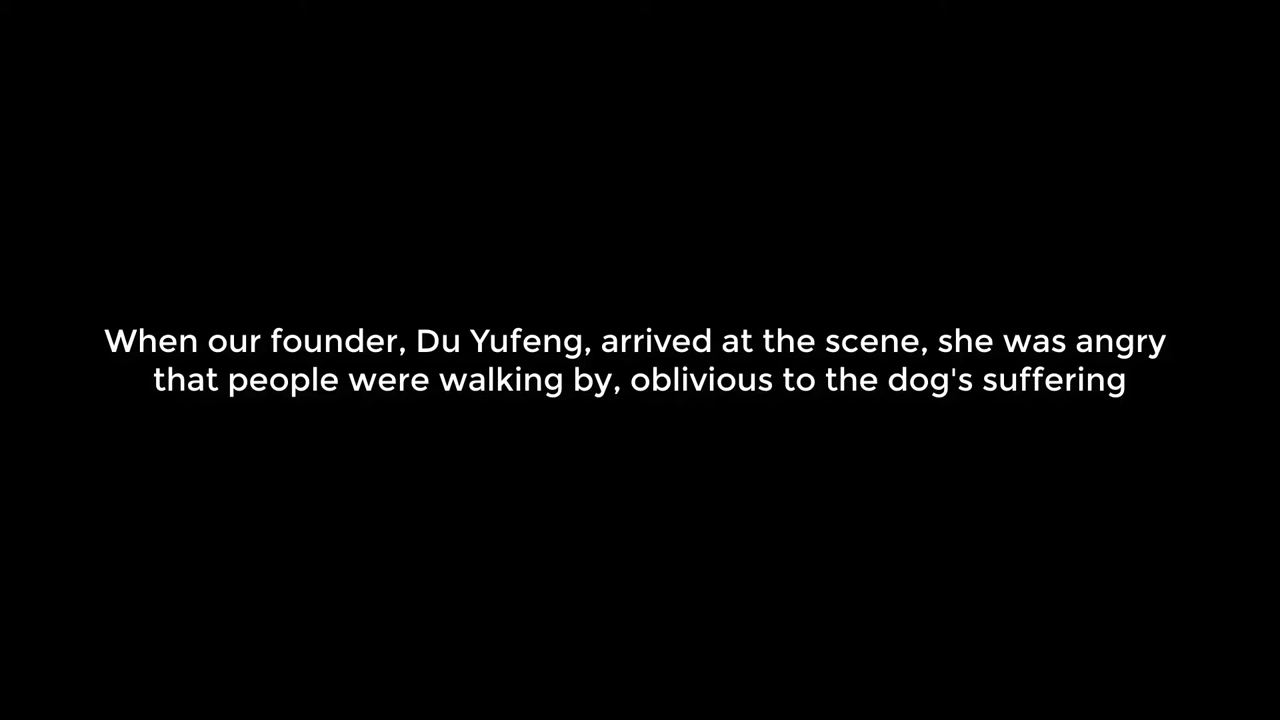 When our founder, Du Yufeng, arrived at the scene, she was angry
that people were walking by, oblivious to the dog's suffering